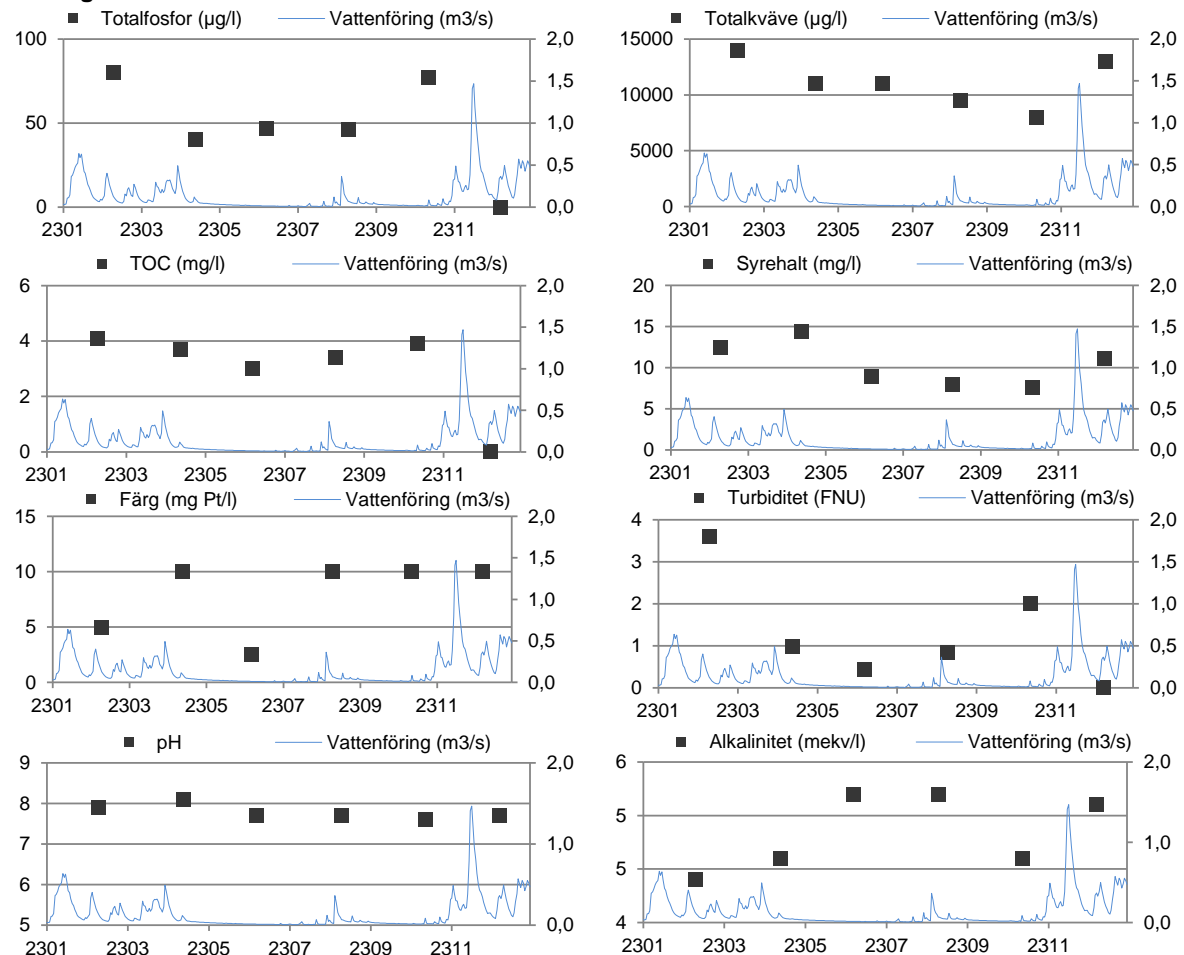 Totalfosfor (µg/l) Vattenföring (m3/s)
100 2,0
1,5
50 1,0
0,5
0 0,0
2301 2303 2305 2307 2309 2311
Totalkväve (µg/l) Vattenföring (m3/s)
15000 2,0
10000 1,5
1,0
5000 0,5
0 0,0
2301 2303 2305 2307 2309 2311
TOC (mg/l) Vattenföring (m3/s)
6 2,0
4 1,5
1,0
2 0,5
0 0,0
2301 2303 2305 2307 2309 2311
Syrehalt (mg/l) Vattenföring (m3/s)
20 2,0
15 1,5
10 1,0
5 0,5
0 0,0
2301 2303 2305 2307 2309 2311
Färg (mg Pt/l) Vattenföring (m3/s)
15 2,0
10 1,5
1,0
5 0,5
0 0,0
2301 2303 2305 2307 2309 2311
Turbiditet (FNU) Vattenföring (m3/s)
4 2,0
3 1,5
2 1,0
1 0,5
0 0,0
2301 2303 2305 2307 2309 2311
pH Vattenföring (m3/s)
9 2,0
8 1,5
7 1,0
6 0,5
5 0,0
2301 2303 2305 2307 2309 2311
Alkalinitet (mekv/l) Vattenföring (m3/s)
6 2,0
5 1,5
1,0
5 0,5
4 0,0
2301 2303 2305 2307 2309 2311